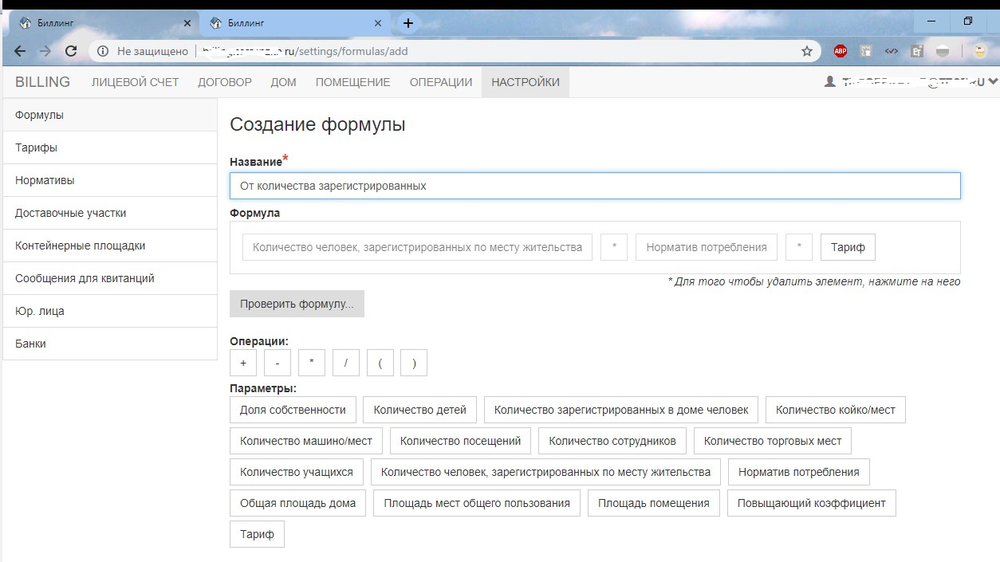 Биллинг
Биллинг
Не защищено ru/settings/formulas/add
ABP
BILLING ЛИЦЕВОЙ СЧЕТ ДОГОВОР ДОМ ПОМЕЩЕНИЕ ОПЕРАЦИИ НАСТРОЙКИ
Формулы
Тарифы
Нормативы
Доставочные участки
Контейнерные площадки
Сообщения для квитанций
Юр. лица
Банки
Создание формулы
Название*
От количества зарегистрированных
Формула
Количество человек, зарегистрированных по месту жительства * Норматив потребления * Тариф
* Для того чтобы удалить элемент, нажмите на него
Проверить формулу...
Операции:
+ - * / ( )
Параметры:
Доля собственности Количество детей Количество зарегистрированных в доме человек Количество койко/мест
Количество машино/мест Количество посещений Количество сотрудников Количество торговых мест
Количество учащихся Количество человек, зарегистрированных по месту жительства Норматив потребления
Общая площадь дома Площадь мест общего пользования Площадь помещения Повыщающий коэффициент
Тариф